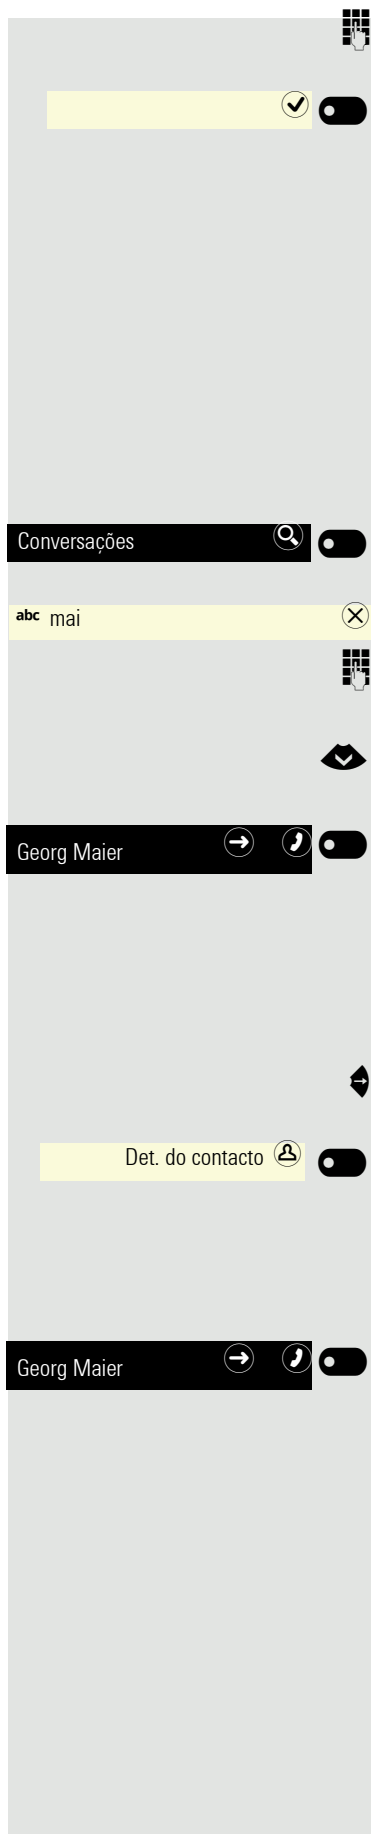 Conversações
abc mai
Georg Maier
Det. do contacto
Georg Maier